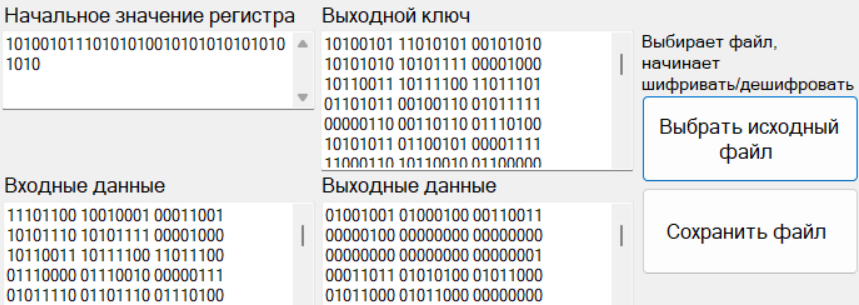 Начальное значение регистра
1010010111010101001010101010101010
1010
Выходной ключ
10100101 11010101 00101010
10101010 10101111 00001000
10110011 10111100 11011101
01101011 00100110 01011111
00000110 00110110 01110100
10101011 01100101 00001111
11000110 10110010 01100000
Выбирает файл,
начинает
шифривать/дешифровать
Выбрать исходный
файл
Сохранить файл
Входные данные
11101100 10010001 00011001
10101110 10101111 00001000
10110011 10111100 11011100
01110000 01110010 00000111
01011110 01101110 01110100
Выходные данные
01001001 01000100 00110011
00000100 00000000 00000000
00000000 00000000 00000001
00011011 01010100 01011000
01011000 01011000 00000000